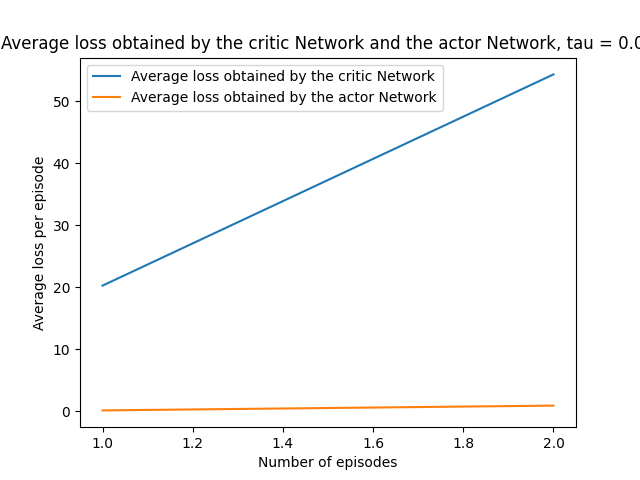 Average loss obtained by the critic Network and the actor Network, tau = 0.0
Average loss obtained by the critic Network
Average loss obtained by the actor Network
Average loss per episode
50
40
30
20
10
0
1.0 1.2 1.4 1.6 1.8 2.0
Number of episodes